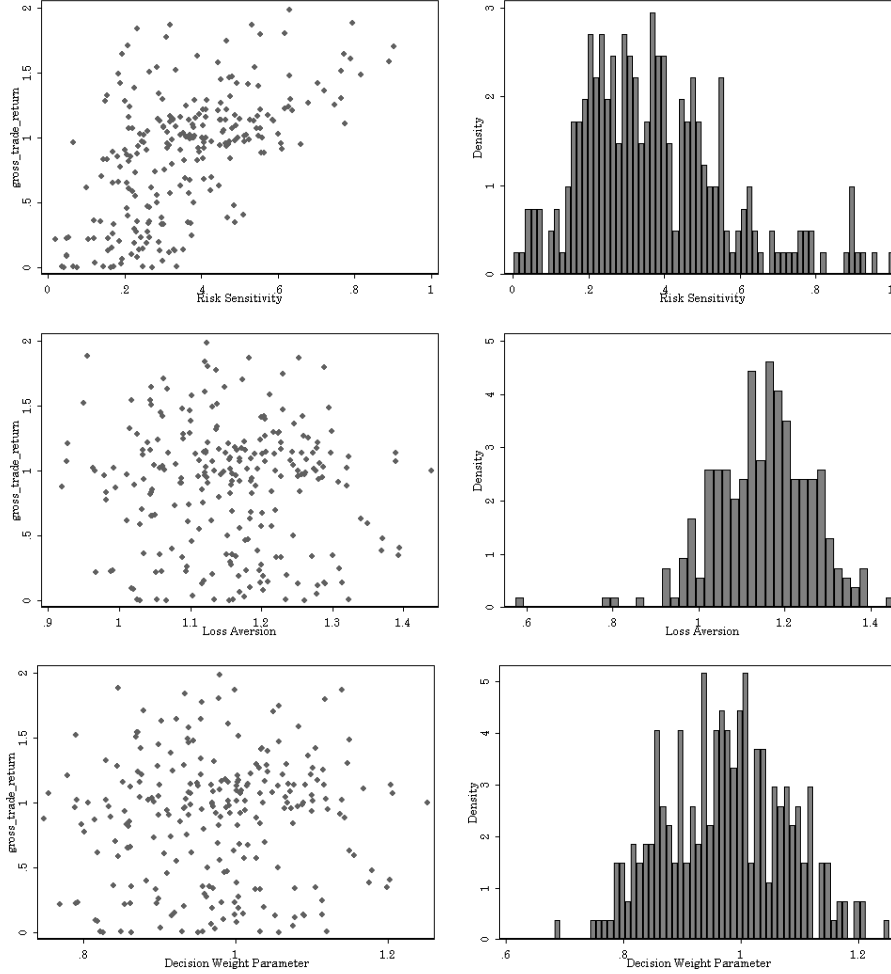 gross_trade_return
0 .5 1 1.5 2
0 .2 .4 .6 .8 1
Risk Sensitivity
Density
0 1 2 3
0 .2 .4 .6 .8 1
Risk Sensitivity
gross_trade_return
0 .5 1 1.5 2
.9 1 1.1 1.2 1.3 1.4
Loss Aversion
Density
0 1 2 3 4 5
.6 .8 1 1.2 1.4
Loss Aversion
gross_trade_return
0 .5 1 1.5 2
.8 1 1.2
Decision Weight Parameter
Density
0 1 2 3 4 5
.6 .8 1 1.2
Decision Weight Parameter